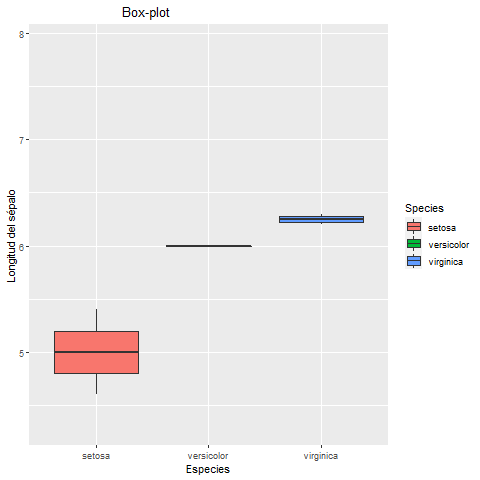 Box-plot
8
7
6
5
Longitud del sépalo
setosa
versicolor
virginica
Especies
Species
setosa
versicolor
virginica